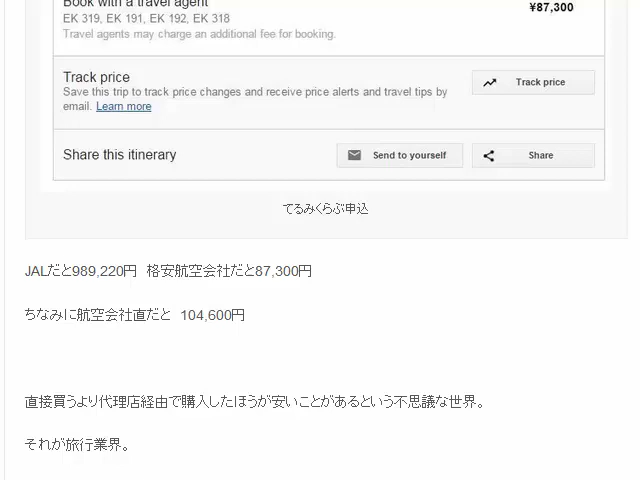 Book with a travel agent
¥87,300
EK 319, EK 191, EK 192, EK 318
Travel agents may charge an additional fee for booking.
Track price
Save this trip to track price changes and receive price alerts and travel tips by
email. Learn more
Track price
Share this itinerary
Send to yourself
Share
てるみくらぶ申込
JALだと989,220円 格安航空会社だと87,300円
ちなみに航空会社直だと 104,600円
直接買うより代理店経由で購入したほうが安いことがあるという不思議な世界。
それが旅行業界。